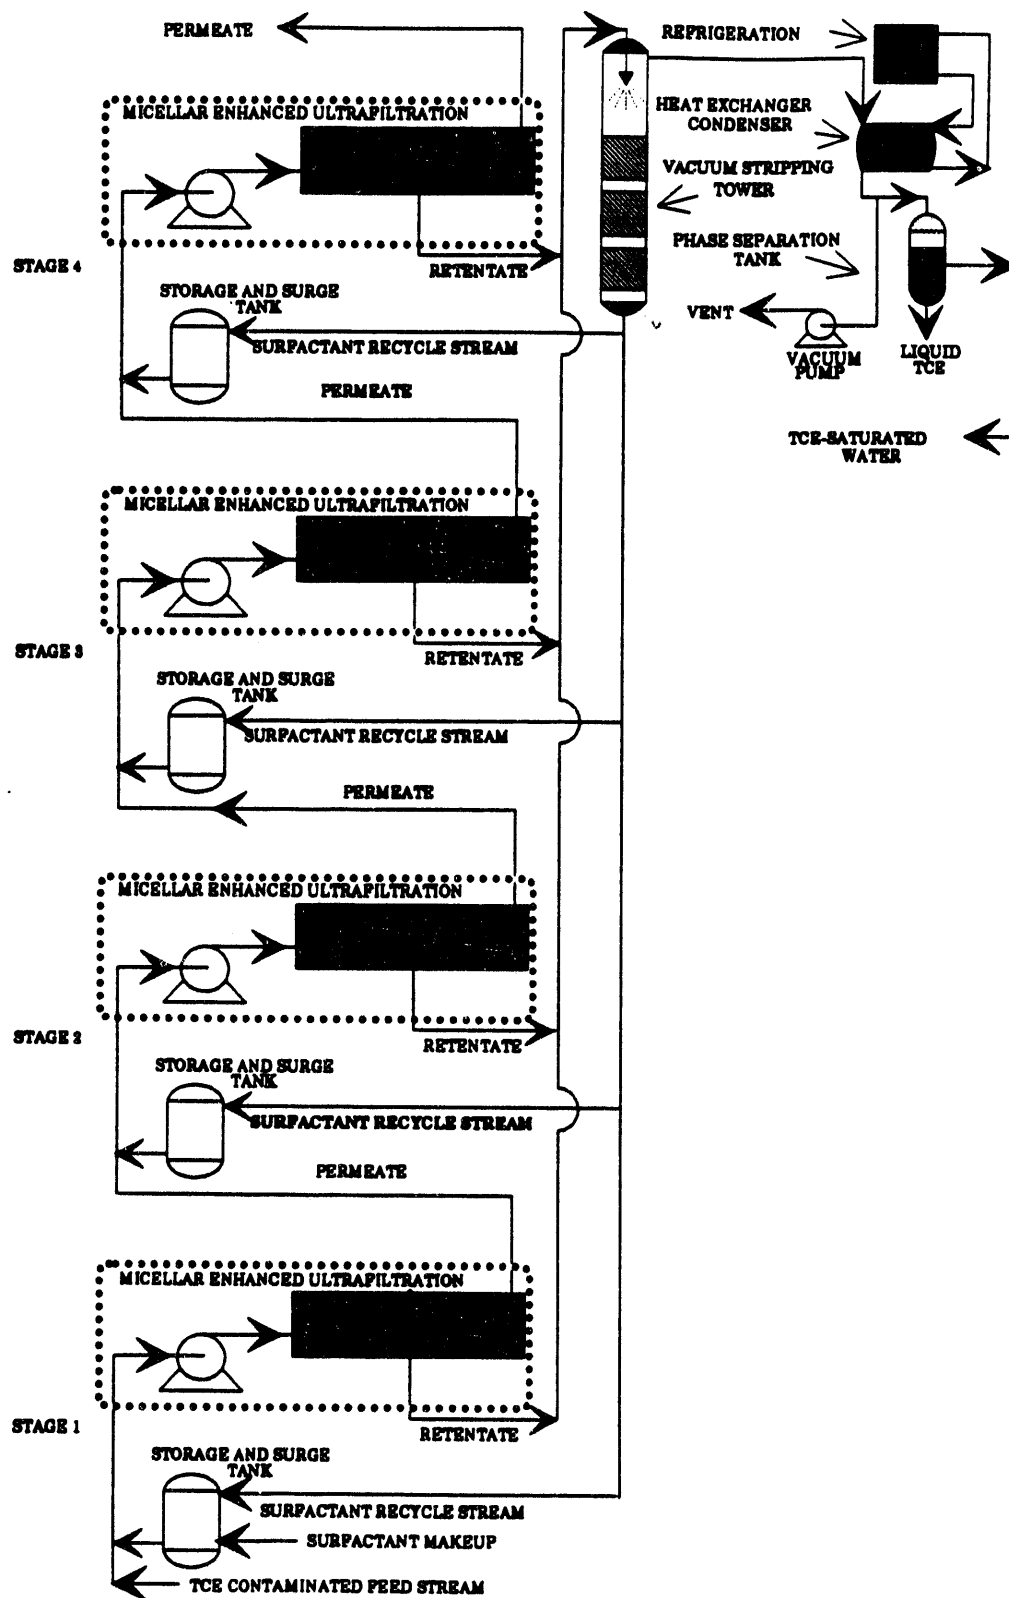 PERMEATE
REFRIGERATION
MICELLAR ENHANCED ULTRAFILTRATION
HEAT EXCHANGER
CONDENSER
VACUUM STRIPPING
TOWER
PHASE SEPARATION
TANK
STAGE 4
RETENTATE
STORAGE AND SURGE
TANK
SURFACTANT RECYCLE STREAM
VENT
VACUUM
PUMP
LIQUID
TCE
PERMEATE
TCE-SATURATED
WATER
MICELLAR ENHANCED ULTRAFILTRATION
STAGE 3
RETENTATE
STORAGE AND SURGE
TANK
SURFACTANT RECYCLE STREAM
PERMEATE
MICELLAR ENHANCED ULTRAFILTRATION
STAGE 2
RETENTATE
STORAGE AND SURGE
TANK
SURFACTANT RECYCLE STREAM
PERMEATE
MICELLAR ENHANCED ULTRAFILTRATION
STAGE 1
RETENTATE
STORAGE AND SURGE
TANK
SURFACTANT RECYCLE STREAM
SURFACTANT MAKEUP
TCE CONTAMINATED FEED STREAM